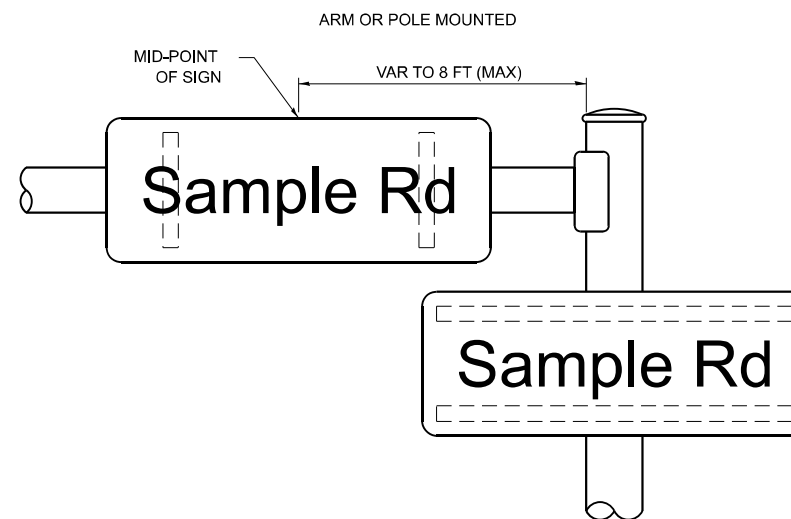 ARM OR POLE MOUNTED
MID-POINT
OF SIGN
VAR TO 8 FT (MAX)
Sample Rd
Sample Rd